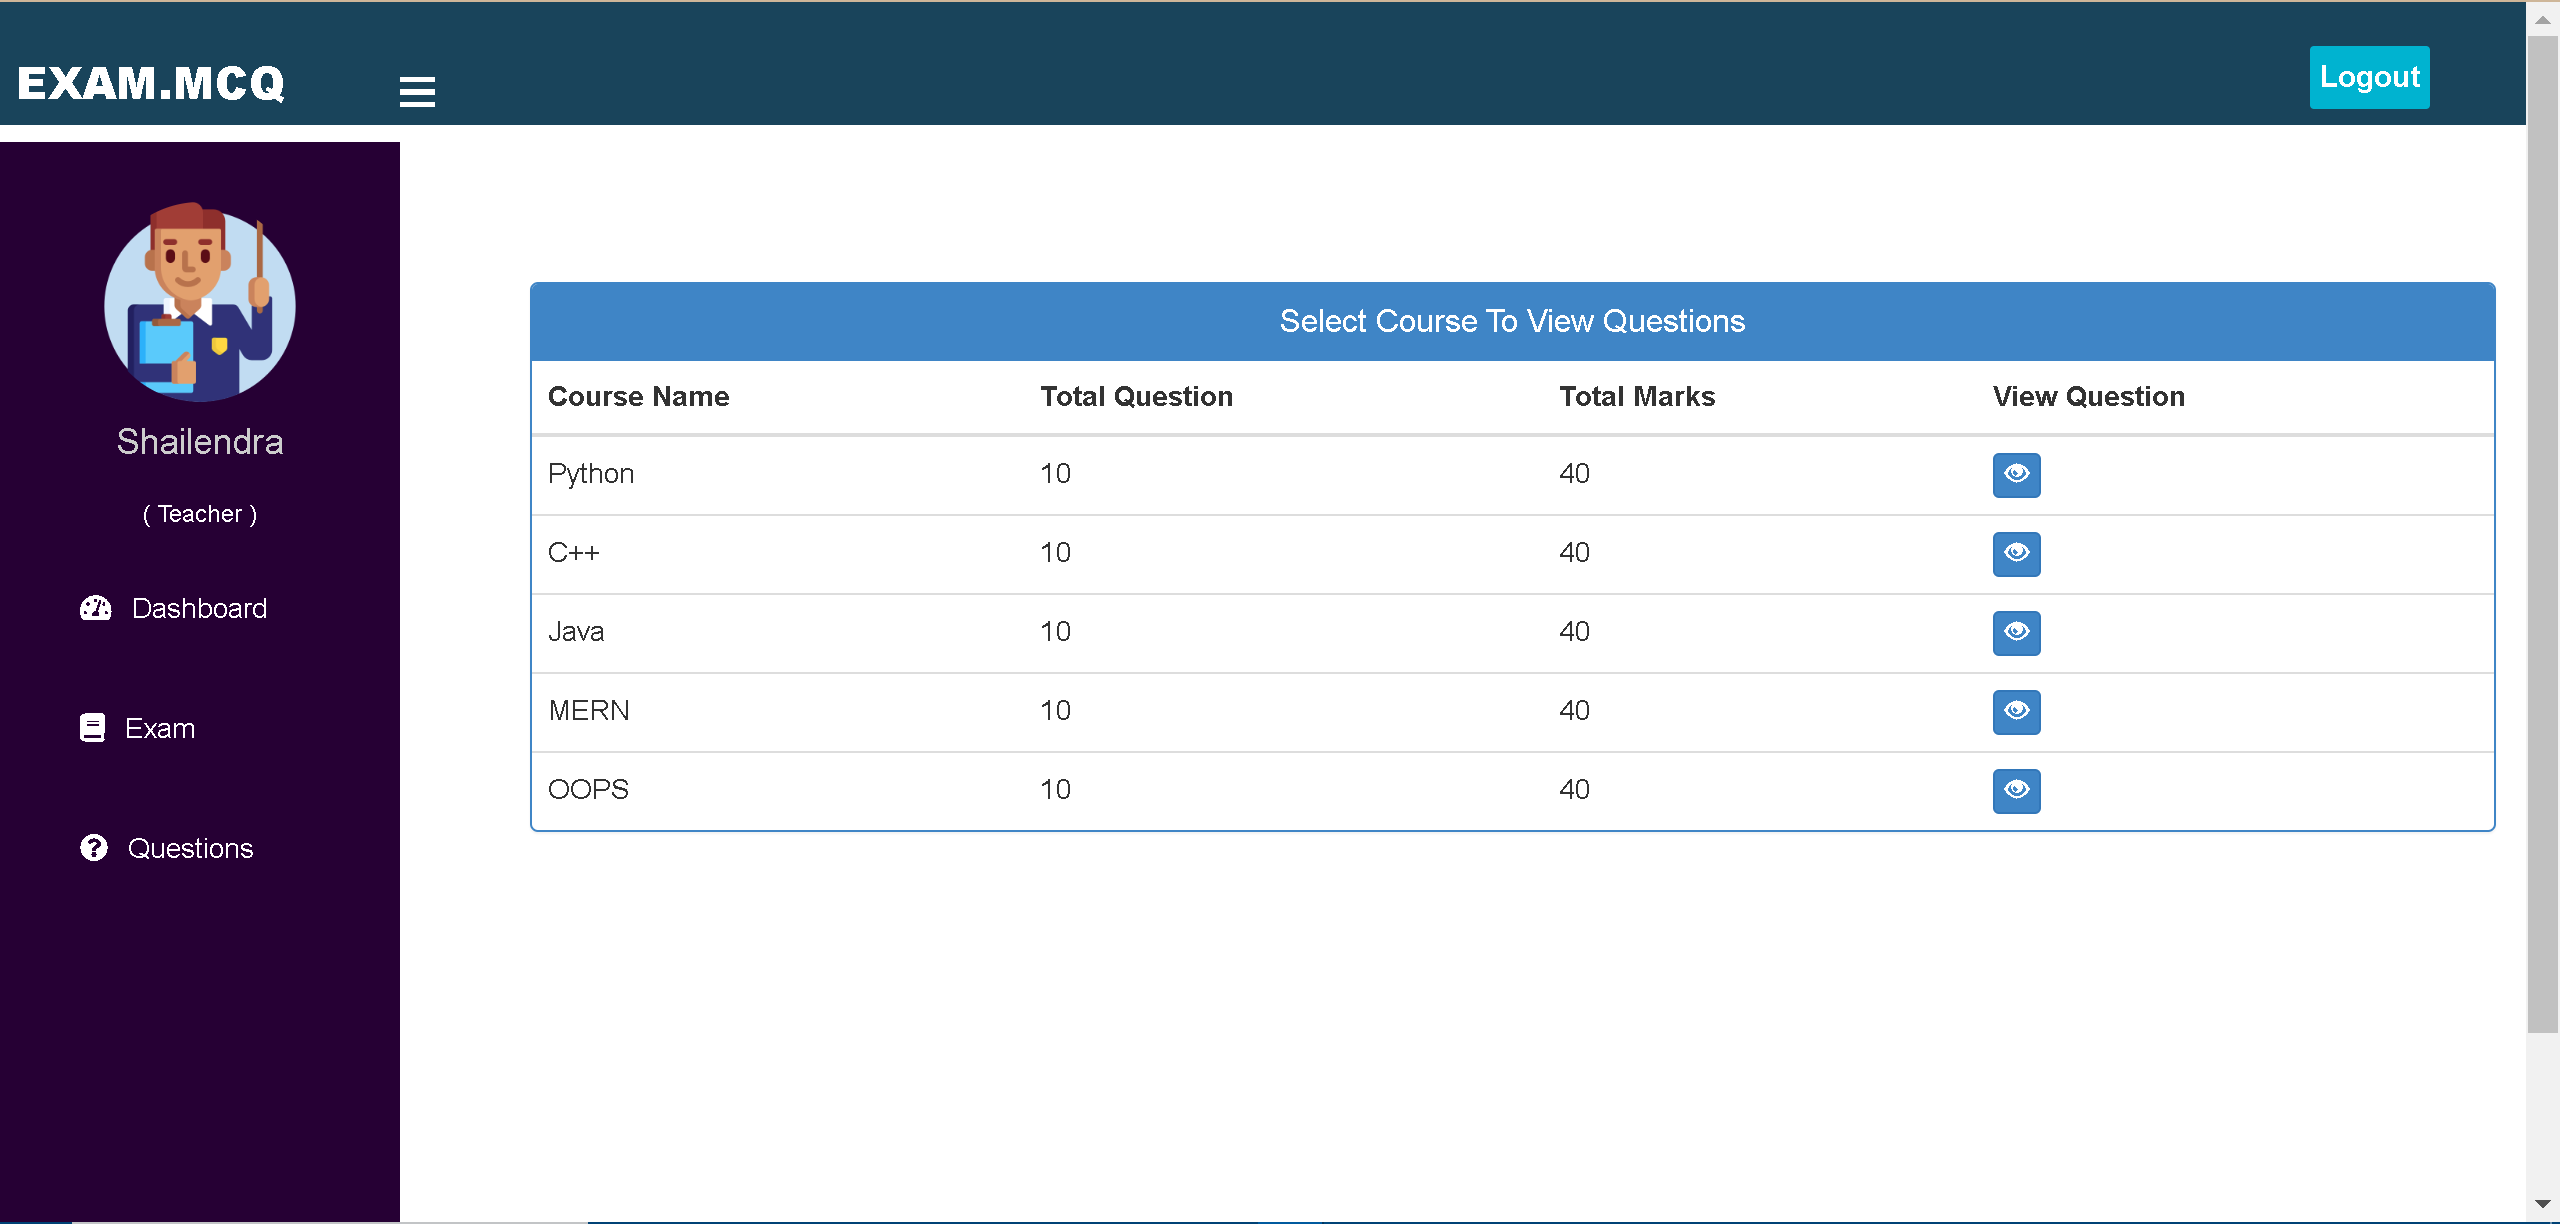 EXAM.MCQ
Logout
Shailendra
( Teacher )
Dashboard
Exam
Questions
Select Course To View Questions
Course Name Total Question Total Marks View Question
Python 10 40
C++ 10 40
Java 10 40
MERN 10 40
OOPS 10 40